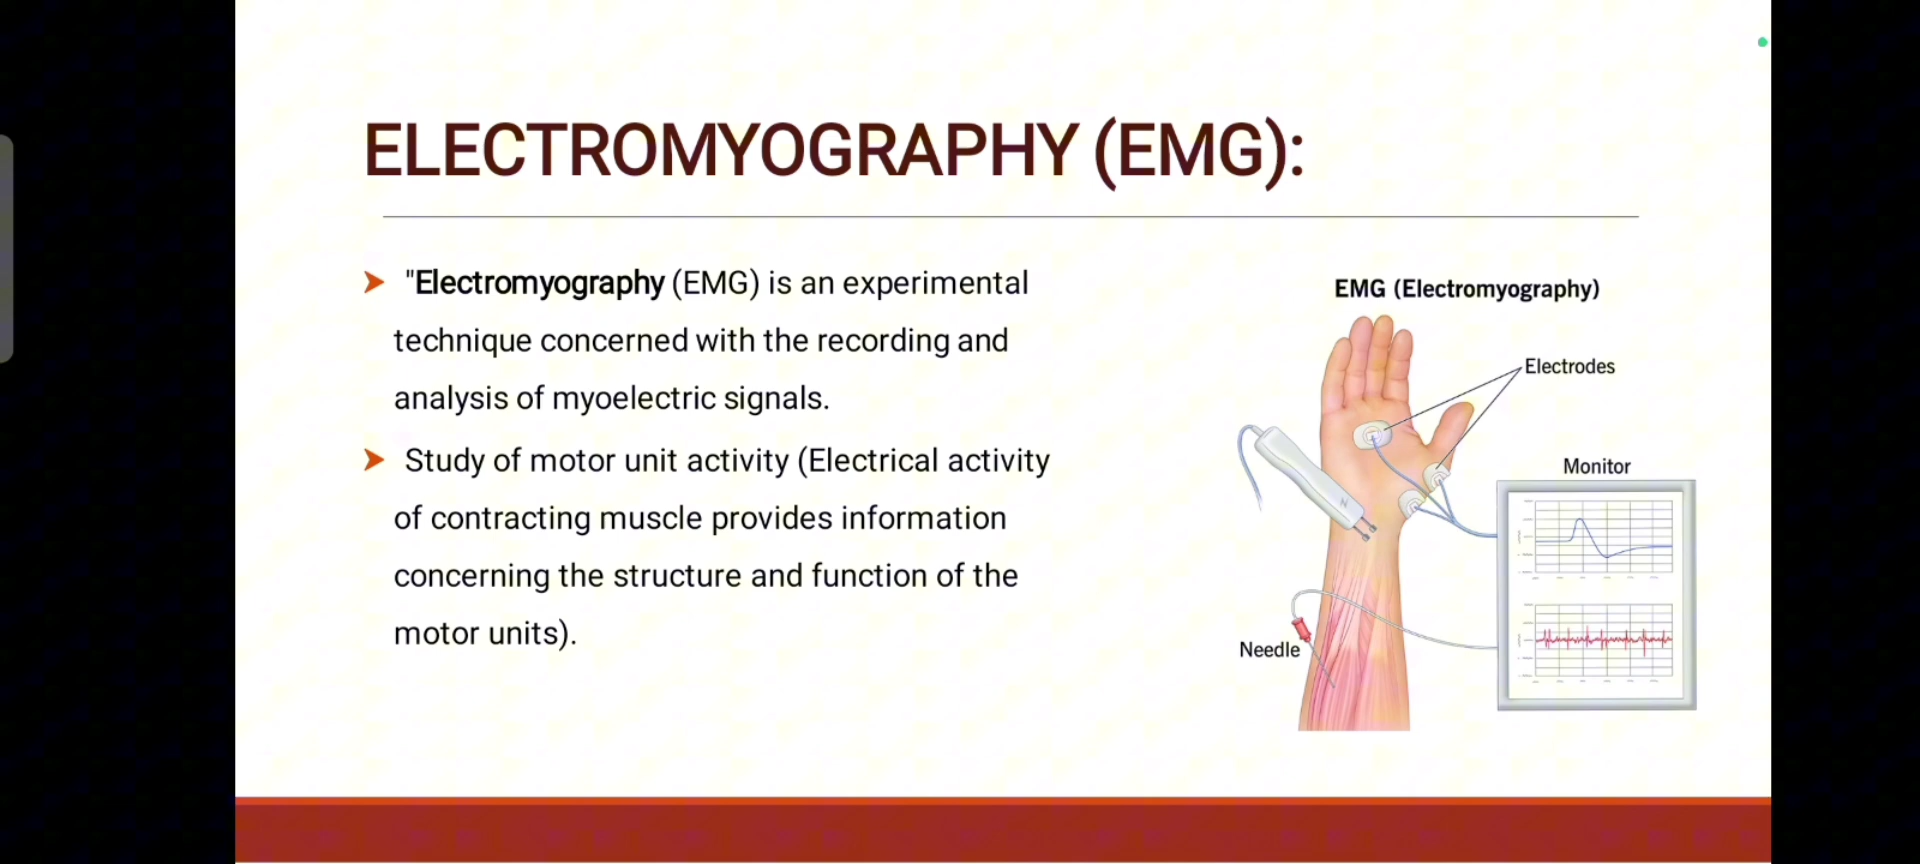 ELECTROMYOGRAPHY (EMG):
"Electromyography (EMG) is an experimental
technique concerned with the recording and
analysis of myoelectric signals.
Study of motor unit activity (Electrical activity
of contracting muscle provides information
concerning the structure and function of the
motor units).
EMG (Electromyography)
Electrodes
Monitor
Needle